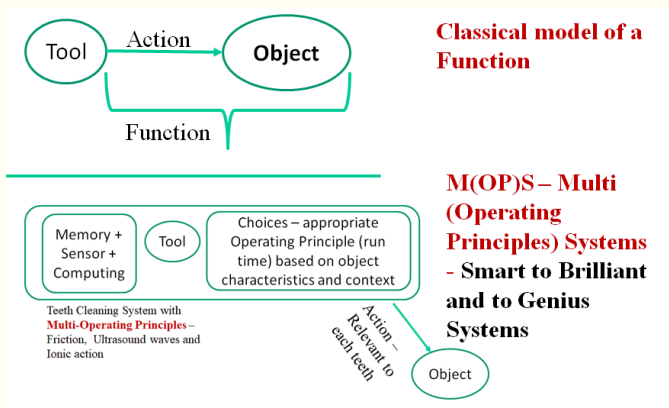 Tool
Action
Object
Function
Classical model of a
Function
Memory +
Sensor +
Computing
Tool
Choices – appropriate
Operating Principle (run
time) based on object
characteristics and context
M(OP)S – Multi
(Operating
Principles) Systems
- Smart to Brilliant
and to Genius
Systems
Teeth Cleaning System with
Multi-Operating Principles –
Friction, Ultrasound waves and
Ionic action
Action –
Relevant to
each teeth
Object